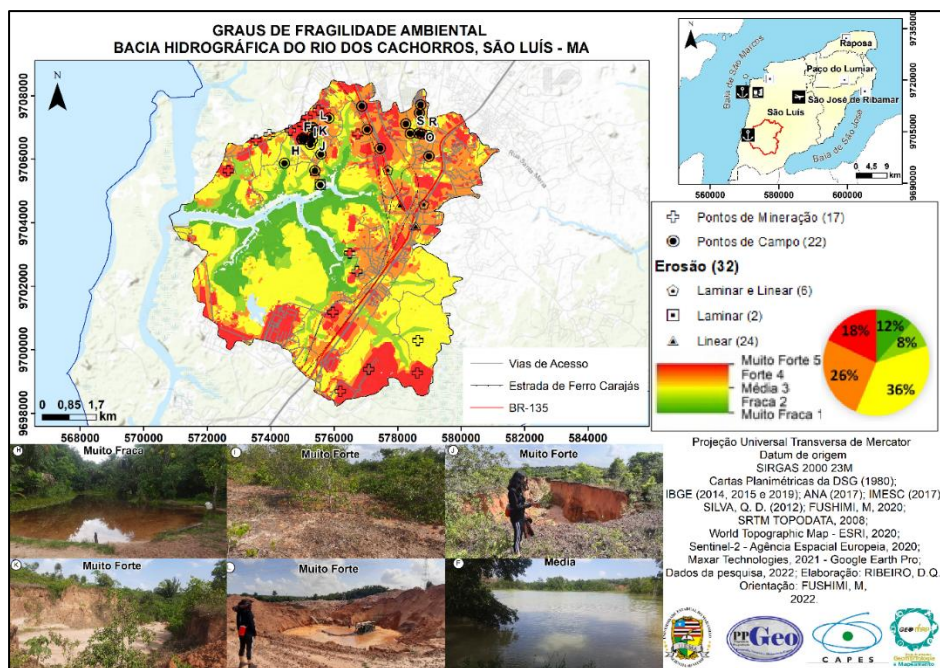 GRAUS DE FRAGILIDADE AMBIENTAL
BACIA HIDROGRÁFICA DO RIO DOS CACHORROS, SÃO LUÍS - MA
N
9708000
9706000
9704000
9702000
9700000
9698000
L
F
I K
J
H
S R
O
0 0,85 1,7
km
Vias de Acesso
Estrada de Ferro Carajás
BR-135
568000 570000 572000 574000 576000 578000 580000 582000 584000
N
Baía de São Marcos
Raposa
Paço do Lumiar
São José de Ribamar
São Luís
Baía de São José
0 4.5 9
km
9735000
9720000
9705000
9690000
560000 580000 600000
Pontos de Mineração (17)
Pontos de Campo (22)
Erosão (32)
Laminar e Linear (6)
Laminar (2)
Linear (24)
Muito Forte 5
Forte 4
Média 3
Fraca 2
Muito Fraca 1
18%
12%
8%
26%
36%
H
Muito Fraca
I
Muito Forte
J
Muito Forte
K
Muito Forte
L
Muito Forte
F
Média
Projeção Universal Transversa de Mercator
Datum de origem
SIRGAS 2000 23M
Cartas Planimétricas da DSG (1980);
IBGE (2014, 2015 e 2019); ANA (2017); IMESC (2017)
SILVA, Q. D. (2012); FUSHIMI, M, 2020;
SRTM TOPODATA, 2008;
World Topographic Map - ESRI, 2020;
Sentinel-2 - Agência Espacial Europeia, 2020;
Maxar Technologies, 2021 - Google Earth Pro;
Dados da pesquisa, 2022; Elaboração: RIBEIRO, D.Q.
Orientação: FUSHIMI, M,
2022.
PPGeo
CAPES